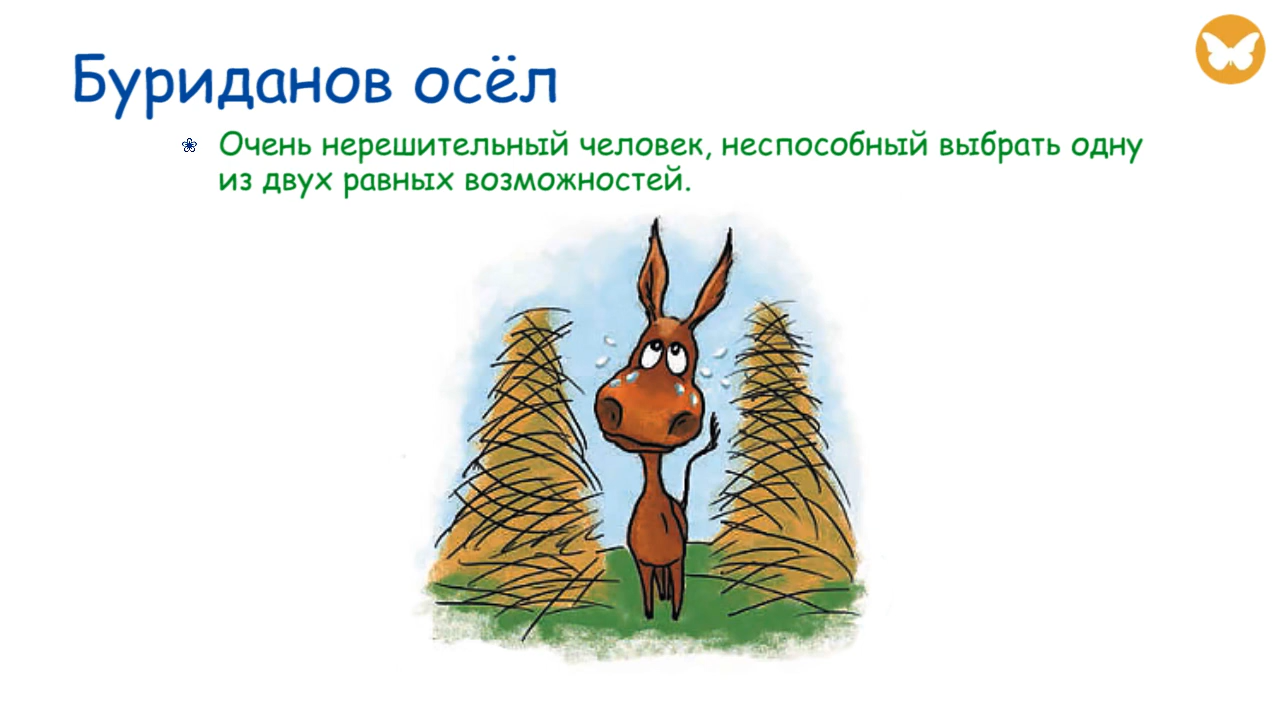 Буриданов осёл
Очень нерешительный человек, неспособный выбрать одну
из двух равных возможностей.